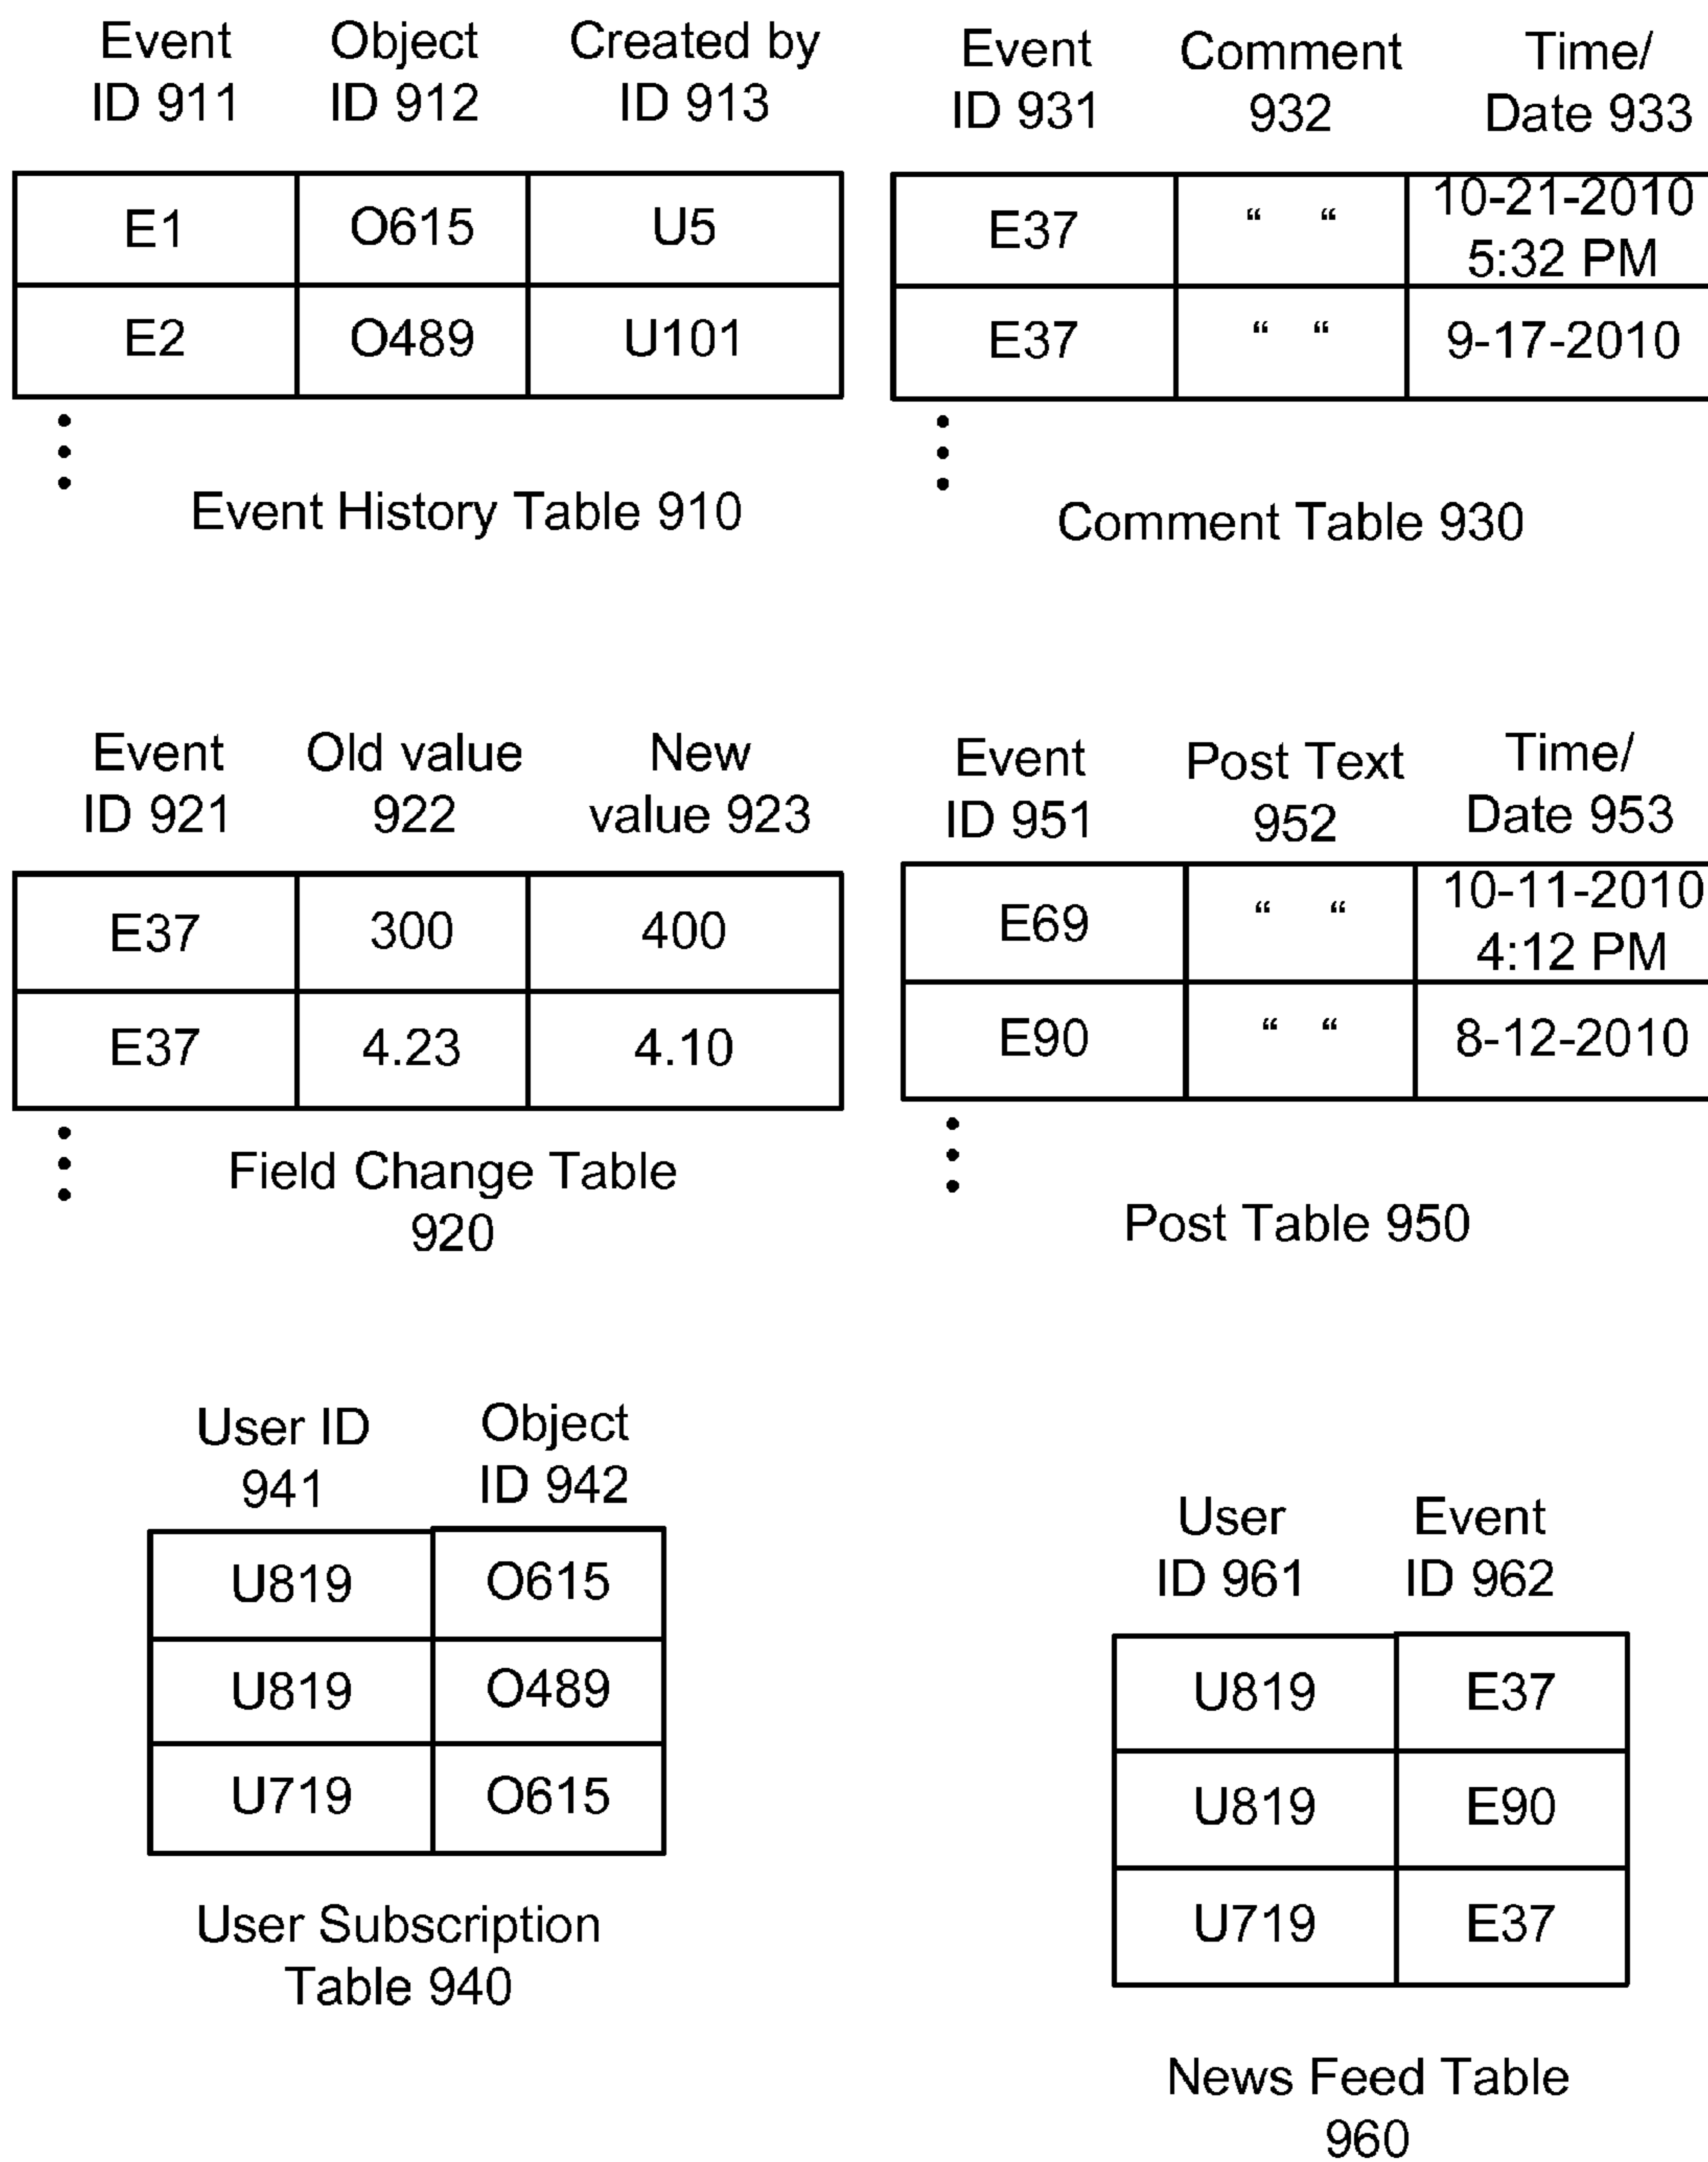 Event ID 911 Object ID 912 Created by ID 913
E1 O615 U5
E2 O489 U101
Event History Table 910
Event ID 931 Comment 932 Time/ Date 933
E37 “ “ 10-21-2010 5:32 PM
E37 “ “ 9-17-2010
Comment Table 930
Event ID 921 Old value 922 New value 923
E37 300 400
E37 4.23 4.10
Field Change Table 920
Event ID 951 Post Text 952 Time/ Date 953
E69 “ “ 10-11-2010 4:12 PM
E90 “ “ 8-12-2010
Post Table 950
User ID 941 Object ID 942
U819 O615
U819 O489
U719 O615
User Subscription Table 940
User ID 961 Event ID 962
U819 E37
U819 E90
U719 E37
News Feed Table 960